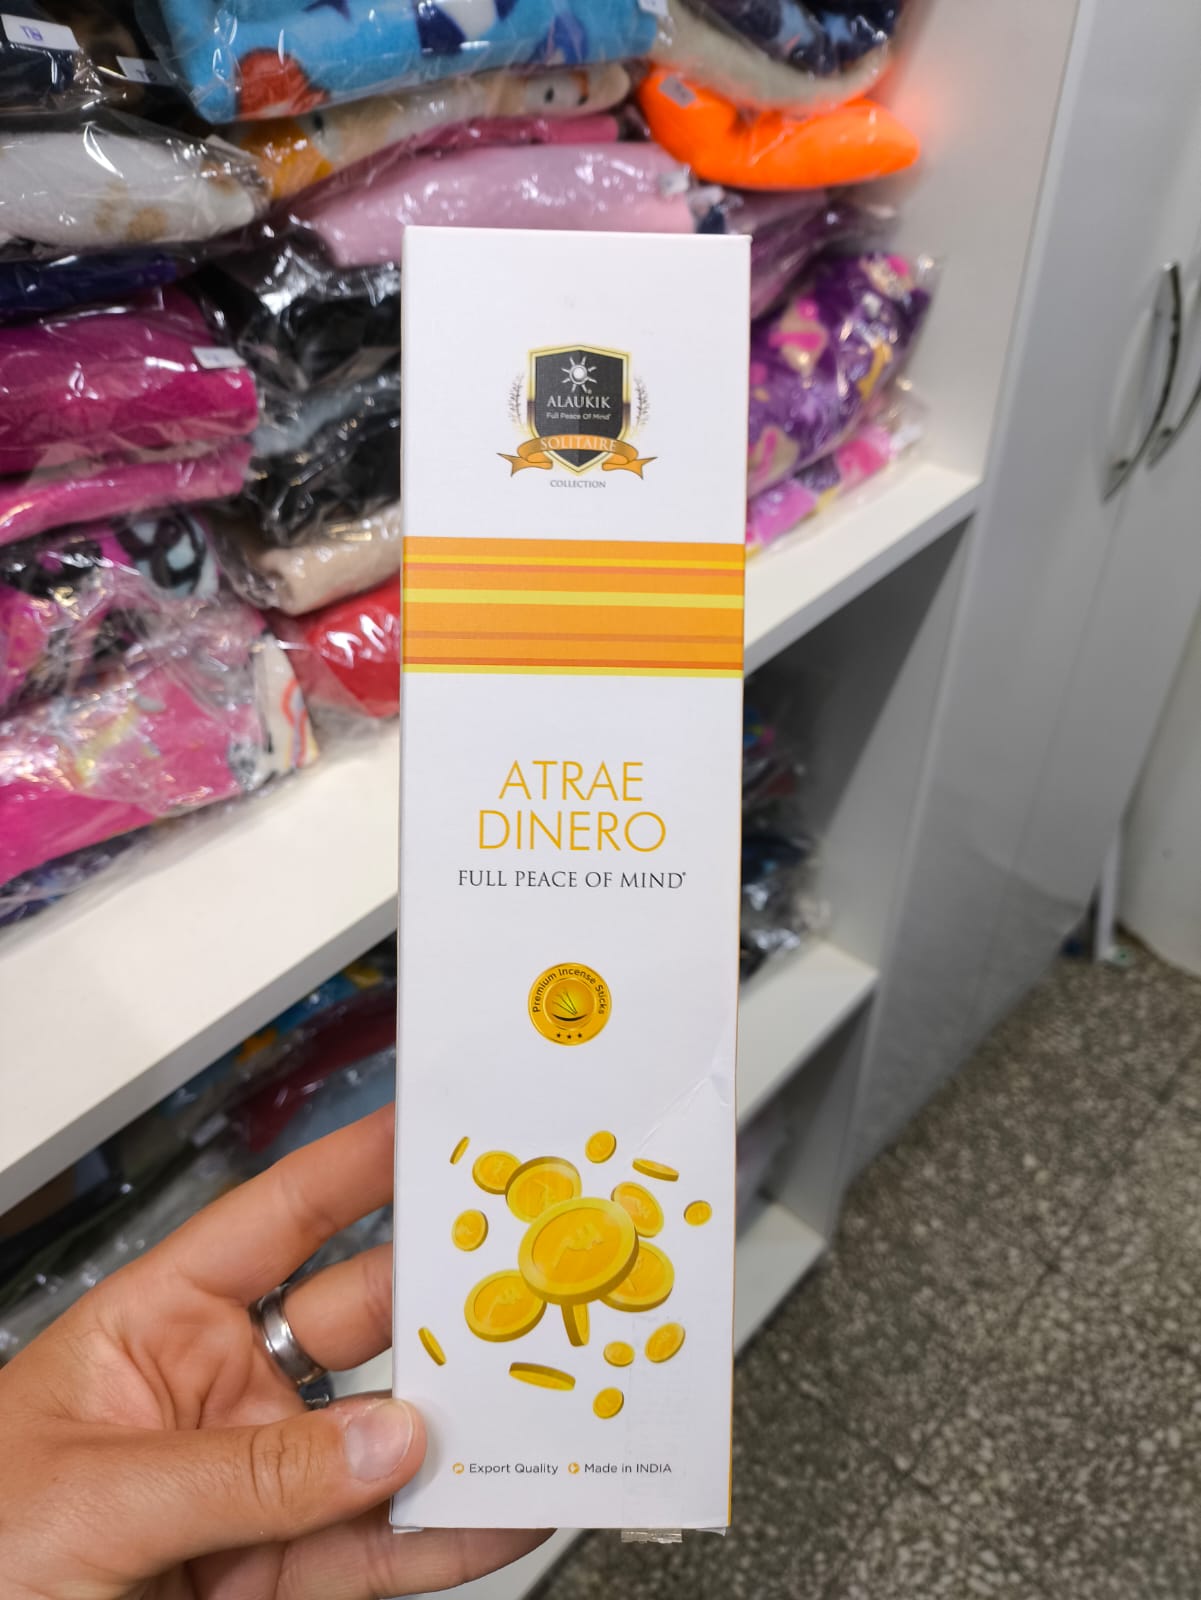 ALAUKIK
Full Peace Of Mind®
SOLITAIRE
COLLECTION
ATRAE
DINERO
FULL PEACE OF MIND®
Premium Incense Sticks
Export Quality Made in INDIA